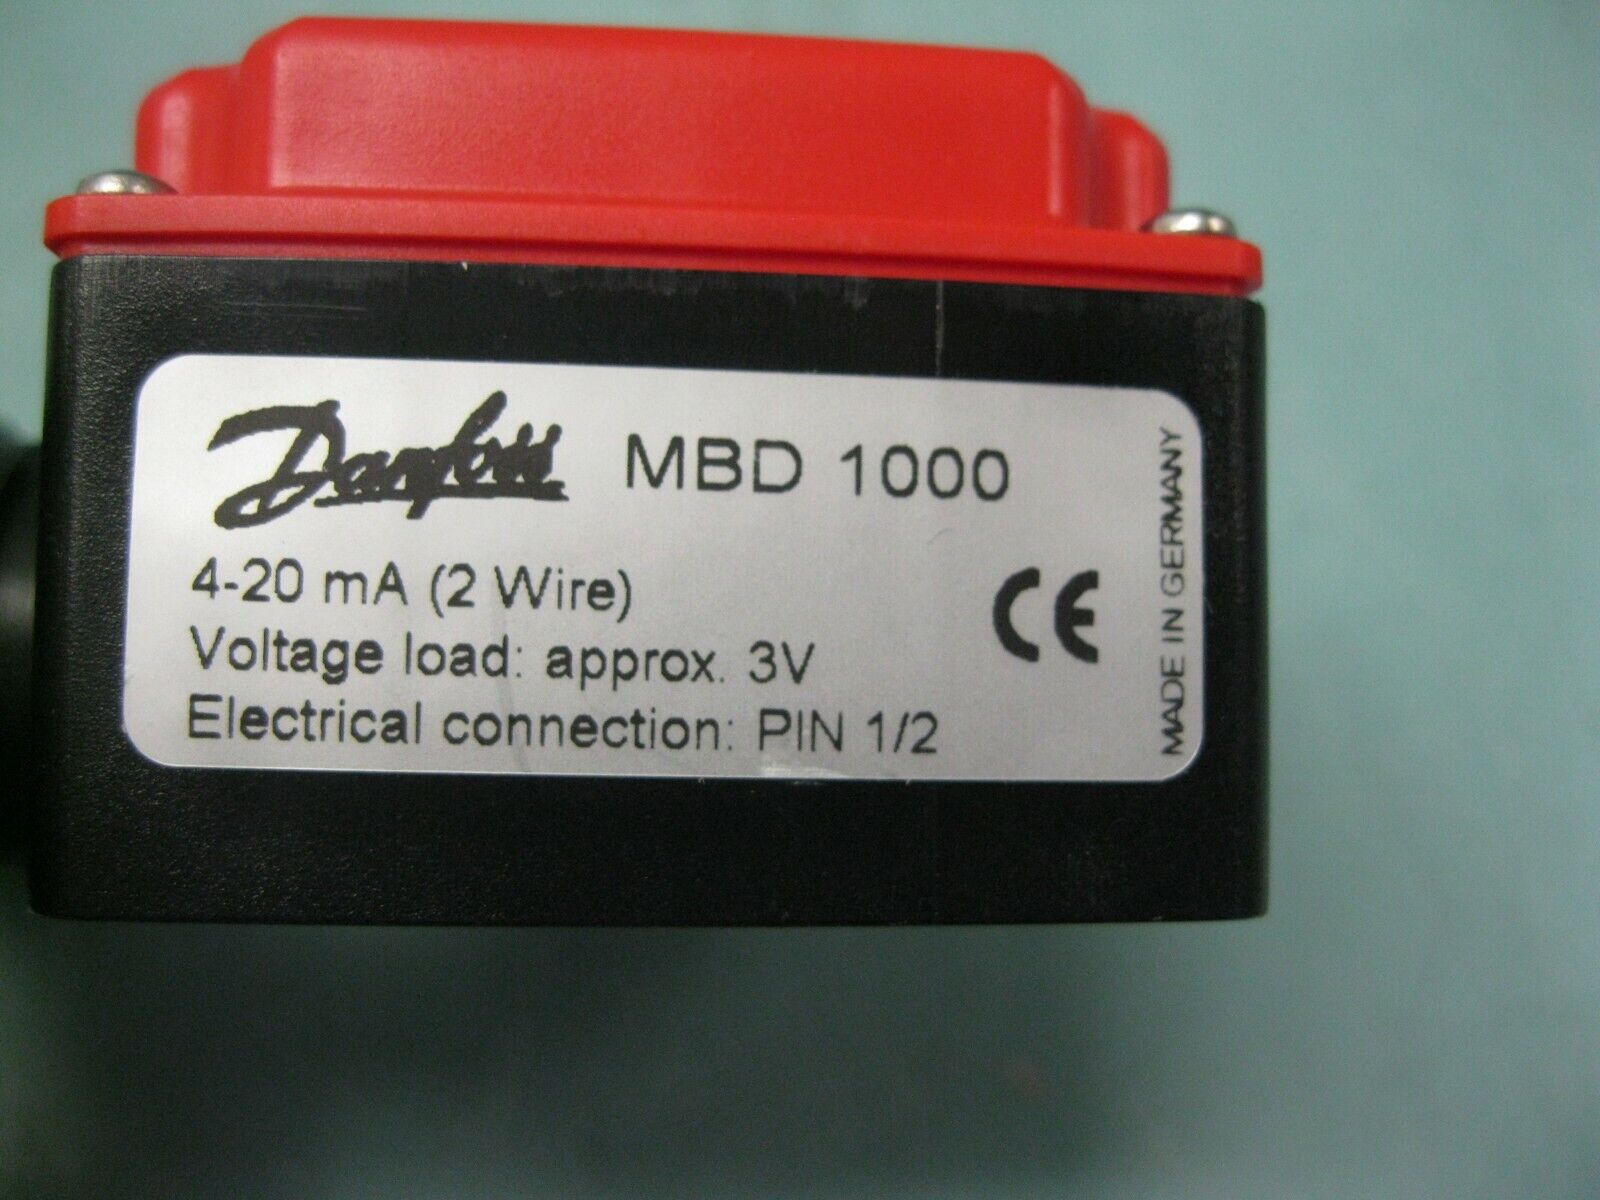 Danfoss MBD 1000
4-20 mA (2 Wire)
Voltage load: approx. 3V
Electrical connection: PIN 1/2
CE
MADE IN GERMANY